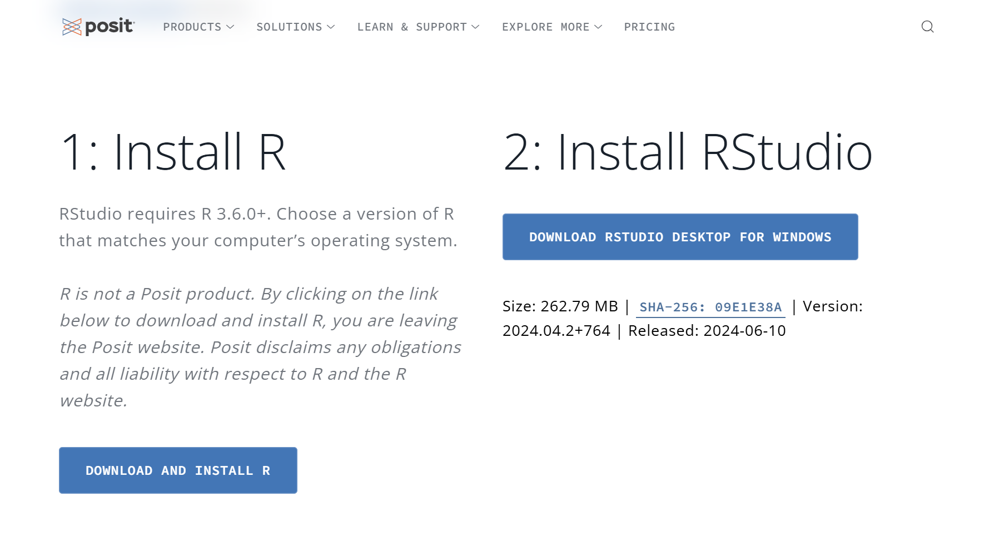 posit
PRODUCTS
SOLUTIONS
LEARN & SUPPORT
EXPLORE MORE
PRICING
1: Install R
RStudio requires R 3.6.0+. Choose a version of R
that matches your computer’s operating system.
R is not a Posit product. By clicking on the link
below to download and install R, you are leaving
the Posit website. Posit disclaims any obligations
and all liability with respect to R and the R
website.
DOWNLOAD AND INSTALL R
2: Install RStudio
DOWNLOAD RSTUDIO DESKTOP FOR WINDOWS
Size: 262.79 MB | SHA-256: 09E1E38A | Version:
2024.04.2+764 | Released: 2024-06-10